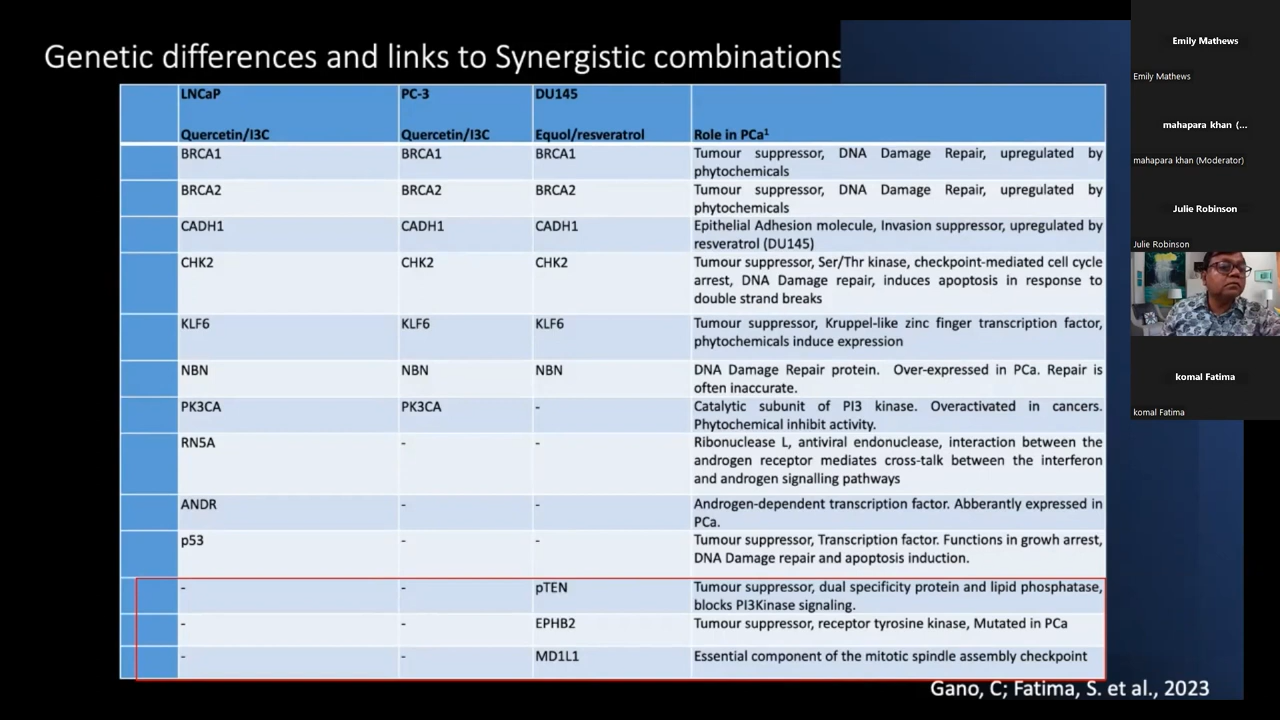 Genetic differences and links to Synergistic combinations
LNCaP PC-3 DU145
Quercetin/I3C Quercetin/I3C Equol/resveratrol Role in PCa¹
BRCA1 BRCA1 BRCA1 Tumour suppressor, DNA Damage Repair, upregulated by
phytochemicals
BRCA2 BRCA2 BRCA2 Tumour suppressor, DNA Damage Repair, upregulated by
phytochemicals
CADH1 CADH1 CADH1 Epithelial Adhesion molecule, Invasion suppressor, upregulated by
resveratrol (DU145)
CHK2 CHK2 CHK2 Tumour suppressor, Ser/Thr kinase, checkpoint-mediated cell cycle
arrest, DNA Damage repair, induces apoptosis in response to
double strand breaks
KLF6 KLF6 KLF6 Tumour suppressor, Kruppel-like zinc finger transcription factor,
phytochemicals induce expression
NBN NBN NBN DNA Damage Repair protein. Over-expressed in PCa. Repair is
often inaccurate.
PK3CA PK3CA - Catalytic subunit of PI3 kinase. Overactivated in cancers.
Phytochemical inhibit activity.
RN5A - - Ribonuclease L, antiviral endonuclease, interaction between the
androgen receptor mediates cross-talk between the interferon
and androgen signalling pathways
ANDR - - Androgen-dependent transcription factor. Abberantly expressed in
PCa.
p53 - - Tumour suppressor, Transcription factor. Functions in growth arrest,
DNA Damage repair and apoptosis induction.
- - pTEN Tumour suppressor, dual specificity protein and lipid phosphatase,
blocks PI3Kinase signaling.
- - EPHB2 Tumour suppressor, receptor tyrosine kinase, Mutated in PCa
- - MD1L1 Essential component of the mitotic spindle assembly checkpoint
Gano, C; Fatima, S. et al., 2023
Emily Mathews
Emily Mathews
mahapara khan (...
mahapara khan (Moderator)
Julie Robinson
Julie Robinson
komal Fatima
komal Fatima